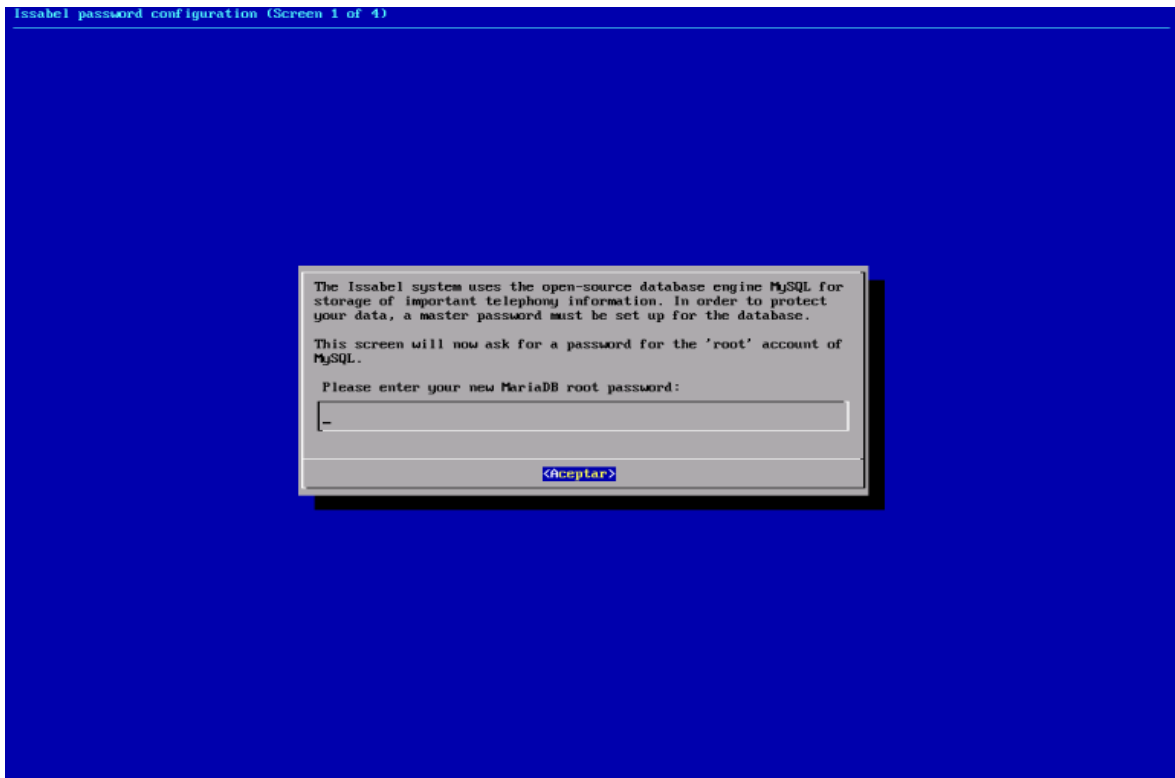 Issabel password configuration (Screen 1 of 4)
The Issabel system uses the open-source database engine MySQL for
storage of important telephony information. In order to protect
your data, a master password must be set up for the database.
This screen will now ask for a password for the 'root' account of
MySQL.
Please enter your new MariaDB root password:
<Aceptar>